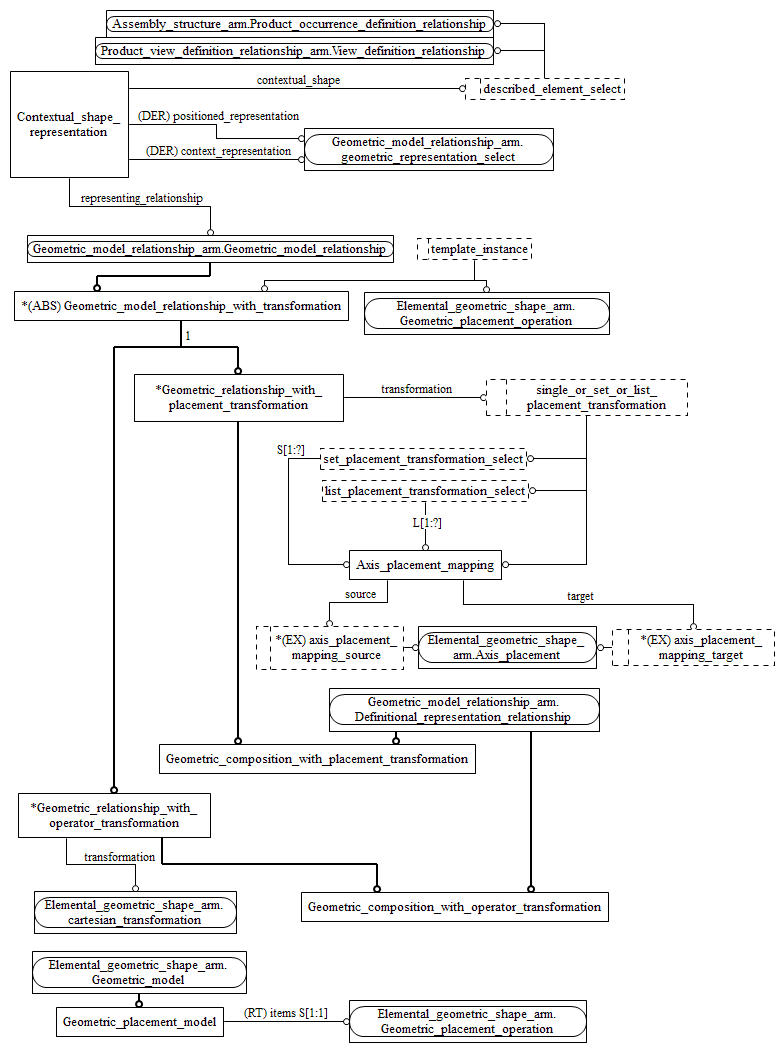 Assembly_structure_arm.Product_occurrence_definition_relationship
Product_view_definition_relationship_arm.View_definition_relationship
contextual_shape
described_element_select
Contextual_shape_
representation
(DER) positioned_representation
(DER) context_representation
Geometric_model_relationship_arm.
geometric_representation_select
representing_relationship
Geometric_model_relationship_arm.Geometric_model_relationship
template_instance
*(ABS) Geometric_model_relationship_with_transformation
Elemental_geometric_shape_arm.
Geometric_placement_operation
1
*Geometric_relationship_with_
placement_transformation
transformation
single_or_set_or_list_
placement_transformation
S[1:?]
set_placement_transformation_select
list_placement_transformation_select
L[1:?]
Axis_placement_mapping
source
target
*(EX) axis_placement_
mapping_source
Elemental_geometric_shape_
arm.Axis_placement
*(EX) axis_placement_
mapping_target
Geometric_model_relationship_arm.
Definitional_representation_relationship
Geometric_composition_with_placement_transformation
*Geometric_relationship_with_
operator_transformation
transformation
Elemental_geometric_shape_arm.
cartesian_transformation
Geometric_composition_with_operator_transformation
Elemental_geometric_shape_arm.
Geometric_model
Geometric_placement_model
(RT) items S[1:1]
Elemental_geometric_shape_arm.
Geometric_placement_operation